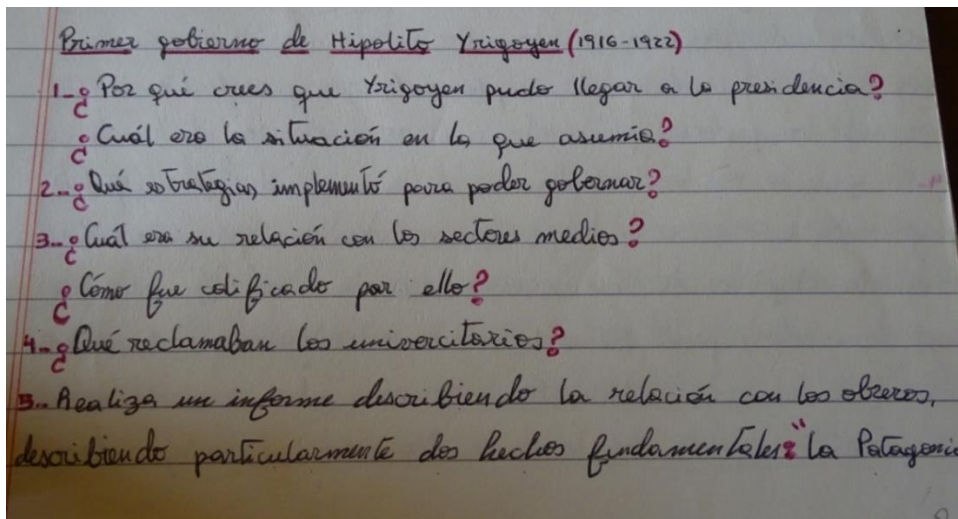 Primer gobierno de Hipolito Yrigoyen (1916-1922)
1-¿Por qué crees que Yrigoyen pudo llegar a la presidencia?
¿Cuál era la situación en la que asumia?
2-¿Qué estrategias implementó para poder gobernar?
3-¿Cuál era su relación con los sectores medios?
¿Cómo fue calificado por ello?
4-¿Qué reclamaban los univercitarios?
5-Realiza un informe describiendo la relación con los obreros,
describiendo particularmente dos hechos fundamentales: "la Patagonia